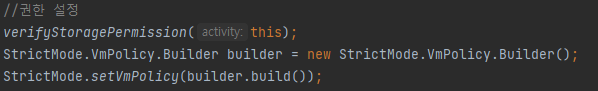 //권한 설정
verifyStoragePermission( activity: this);
StrictMode.VmPolicy.Builder builder = new StrictMode.VmPolicy.Builder();
StrictMode.setVmPolicy(builder.build());